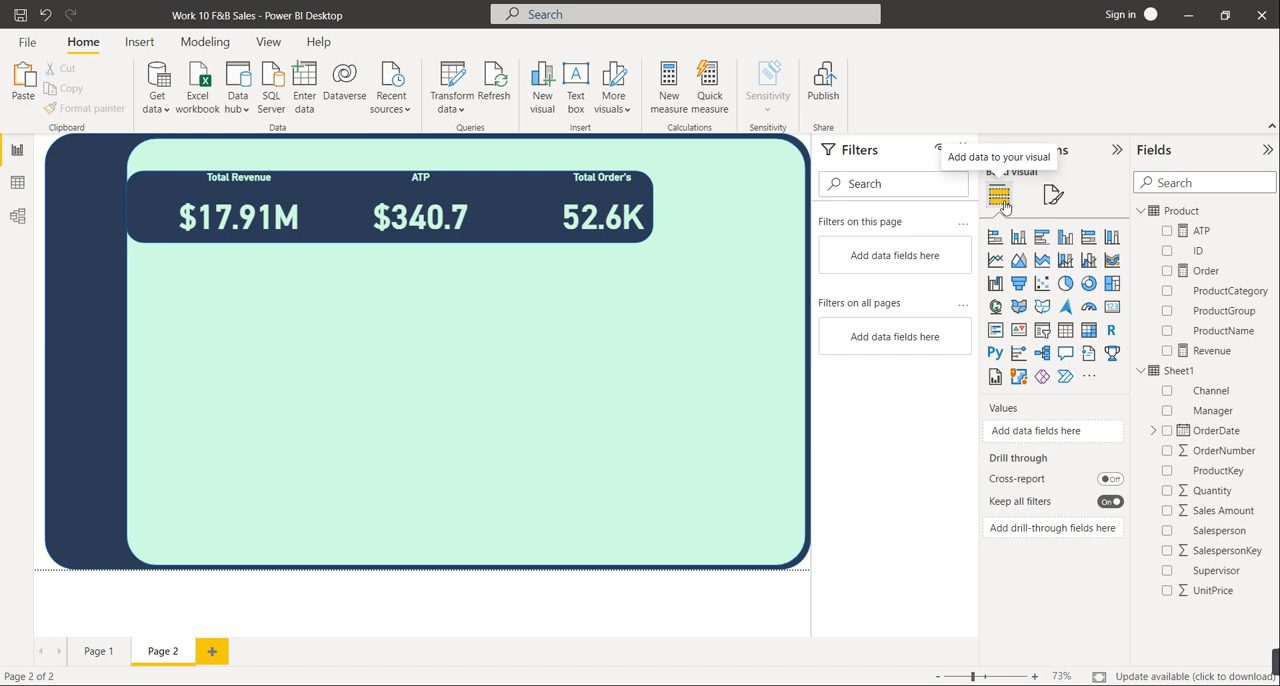 Work 10 F&B Sales - Power BI Desktop
Search
Sign in
File
Home
Insert
Modeling
View
Help
Paste
Cut
Copy
Format painter
Clipboard
Get data
Excel workbook
Data hub
SQL Server
Enter data
Dataverse
Recent sources
Data
Transform data
Refresh
Queries
New visual
Text box
More visuals
Insert
New measure
Quick measure
Calculations
Sensitivity
Sensitivity
Publish
Share
Total Revenue
$17.91M
ATP
$340.7
Total Order's
52.6K
Filters
Search
Filters on this page
...
Add data fields here
Filters on all pages
...
Add data fields here
Add data to your visual
Build visual
R
Py
123
...
Values
Add data fields here
Drill through
Cross-report
Off
Keep all filters
On
Add drill-through fields here
Fields
Search
Product
ATP
ID
Order
ProductCategory
ProductGroup
ProductName
Revenue
Sheet1
Channel
Manager
OrderDate
Σ OrderNumber
ProductKey
Σ Quantity
Σ Sales Amount
Salesperson
Σ SalespersonKey
Supervisor
Σ UnitPrice
Page 1
Page 2
Page 2 of 2
- + 73%
Update available (click to download)